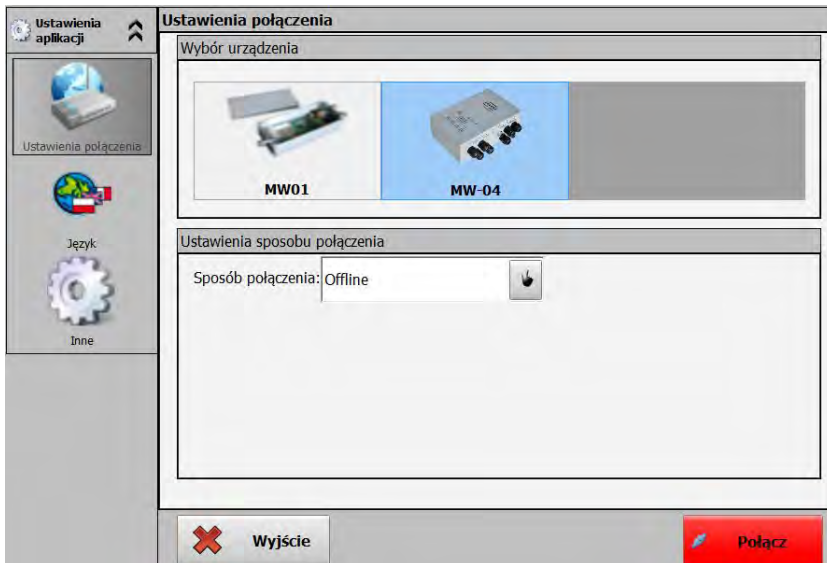 Ustawienia
aplikacji
Ustawienia połączenia
Język
Inne
Ustawienia połączenia
Wybór urządzenia
MW01
MW-04
Ustawienia sposobu połączenia
Sposób połączenia: Offline
Wyjście
Połącz